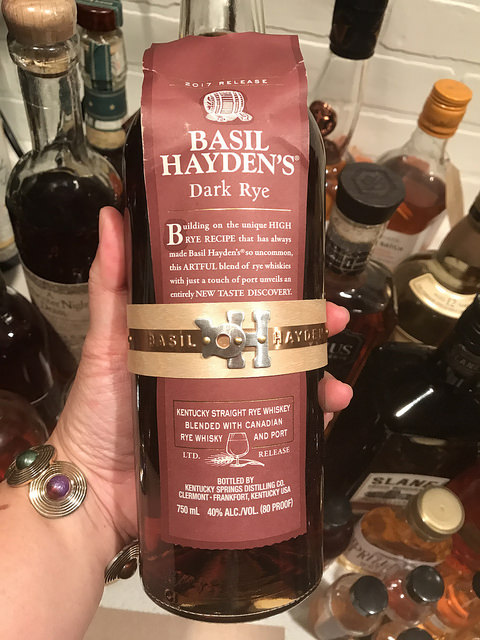 2017 RELEASE
BASIL
HAYDEN'S®
Dark Rye
Building on the unique HIGH
RYE RECIPE that has always
made Basil Hayden's® so uncommon,
this ARTFUL blend of rye whiskies
with just a touch of port unveils an
entirely NEW TASTE DISCOVERY.
BASIL H HAYDEN
KENTUCKY STRAIGHT RYE WHISKEY
BLENDED WITH CANADIAN
RYE WHISKY AND PORT
LTD. RELEASE
BOTTLED BY
KENTUCKY SPRINGS DISTILLING CO.
CLERMONT - FRANKFORT, KENTUCKY USA
750 mL 40% ALC./VOL. (80 PROOF)
12
SLANE